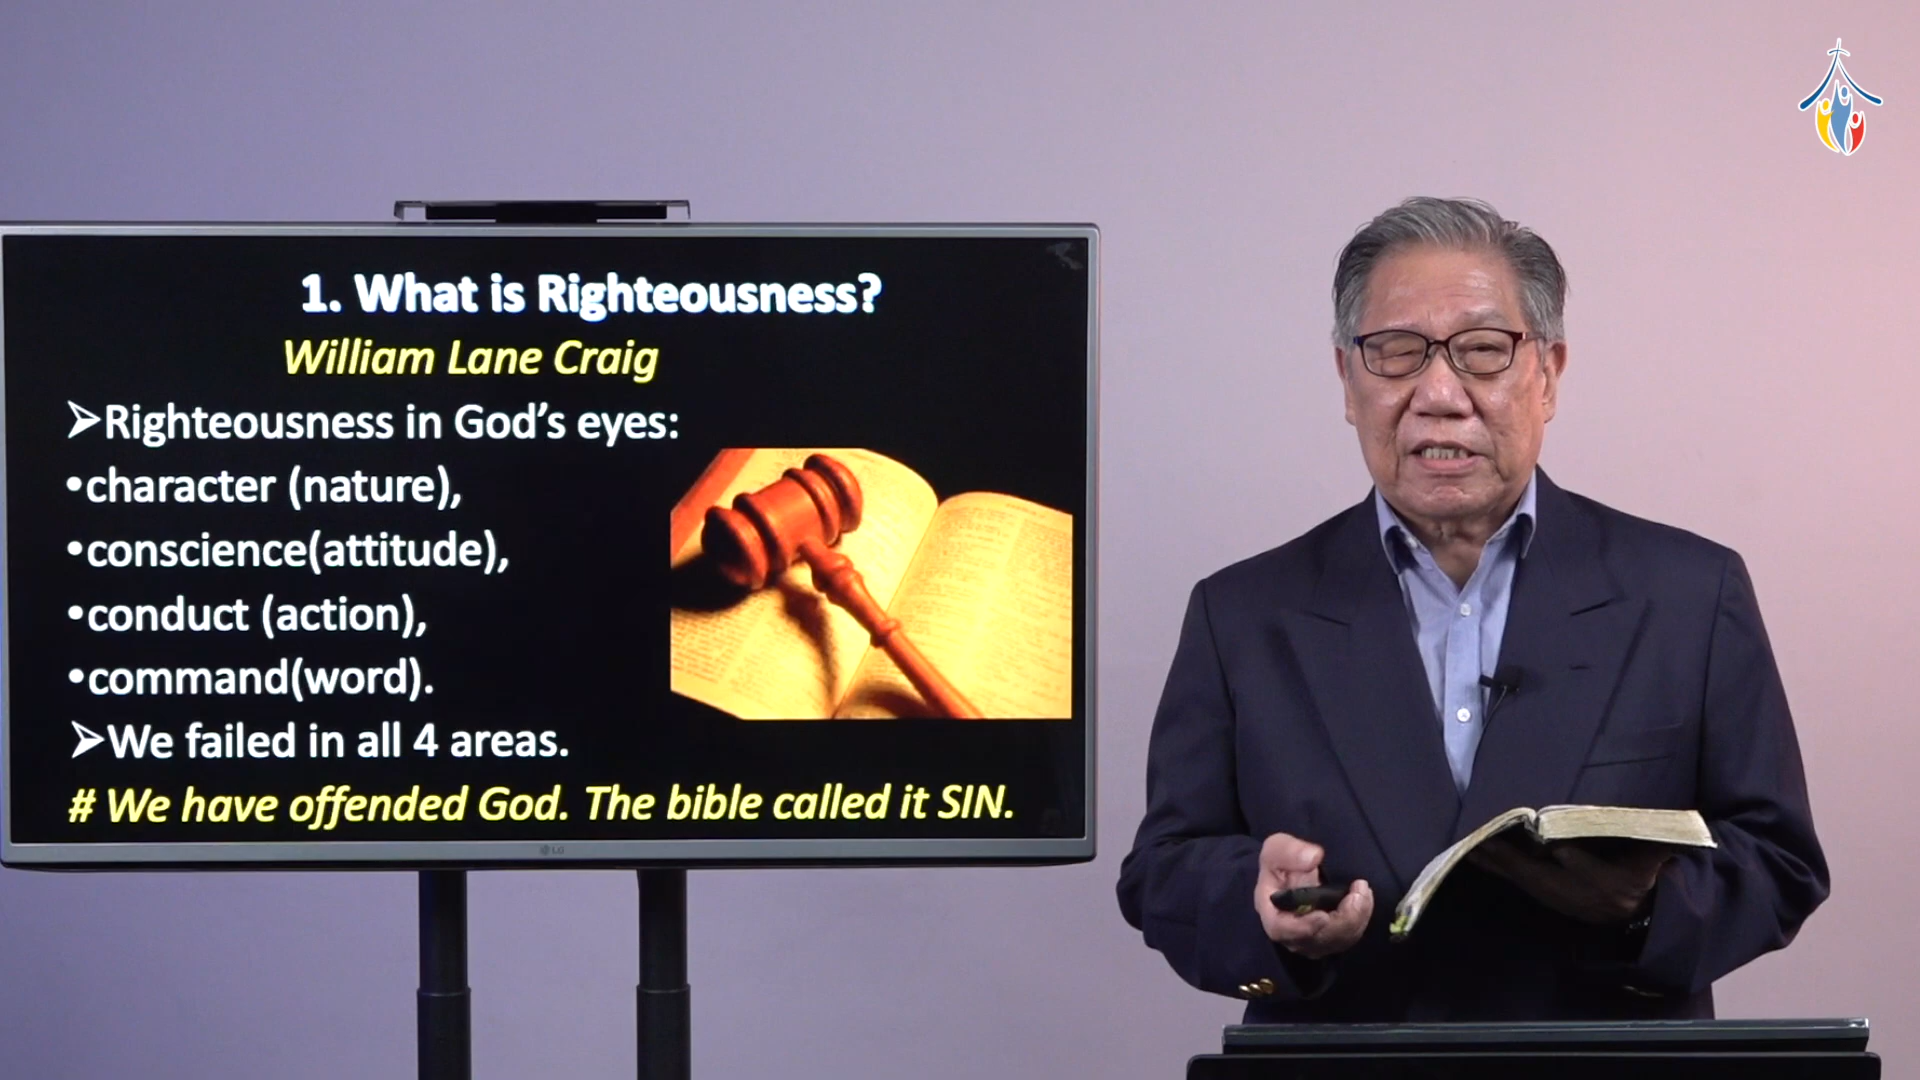 1. What is Righteousness?
William Lane Craig
➢Righteousness in God’s eyes:
•character (nature),
•conscience(attitude),
•conduct (action),
•command(word).
➢We failed in all 4 areas.
# We have offended God. The bible called it SIN.
LG